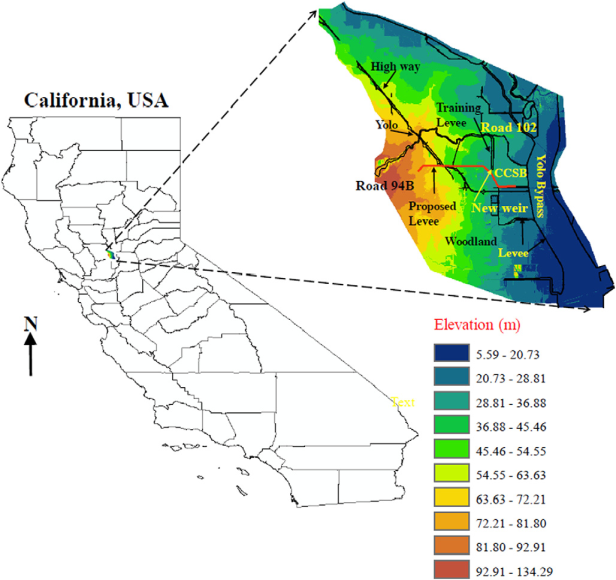 California, USA
High way
Training
Levee
Yolo
Road 102
CCSB
Road 94B
Proposed
Levee
New weir
Yolo Bypass
Woodland
Levee
N
Text
Elevation (m)
5.59 - 20.73
20.73 - 28.81
28.81 - 36.88
36.88 - 45.46
45.46 - 54.55
54.55 - 63.63
63.63 - 72.21
72.21 - 81.80
81.80 - 92.91
92.91 - 134.29